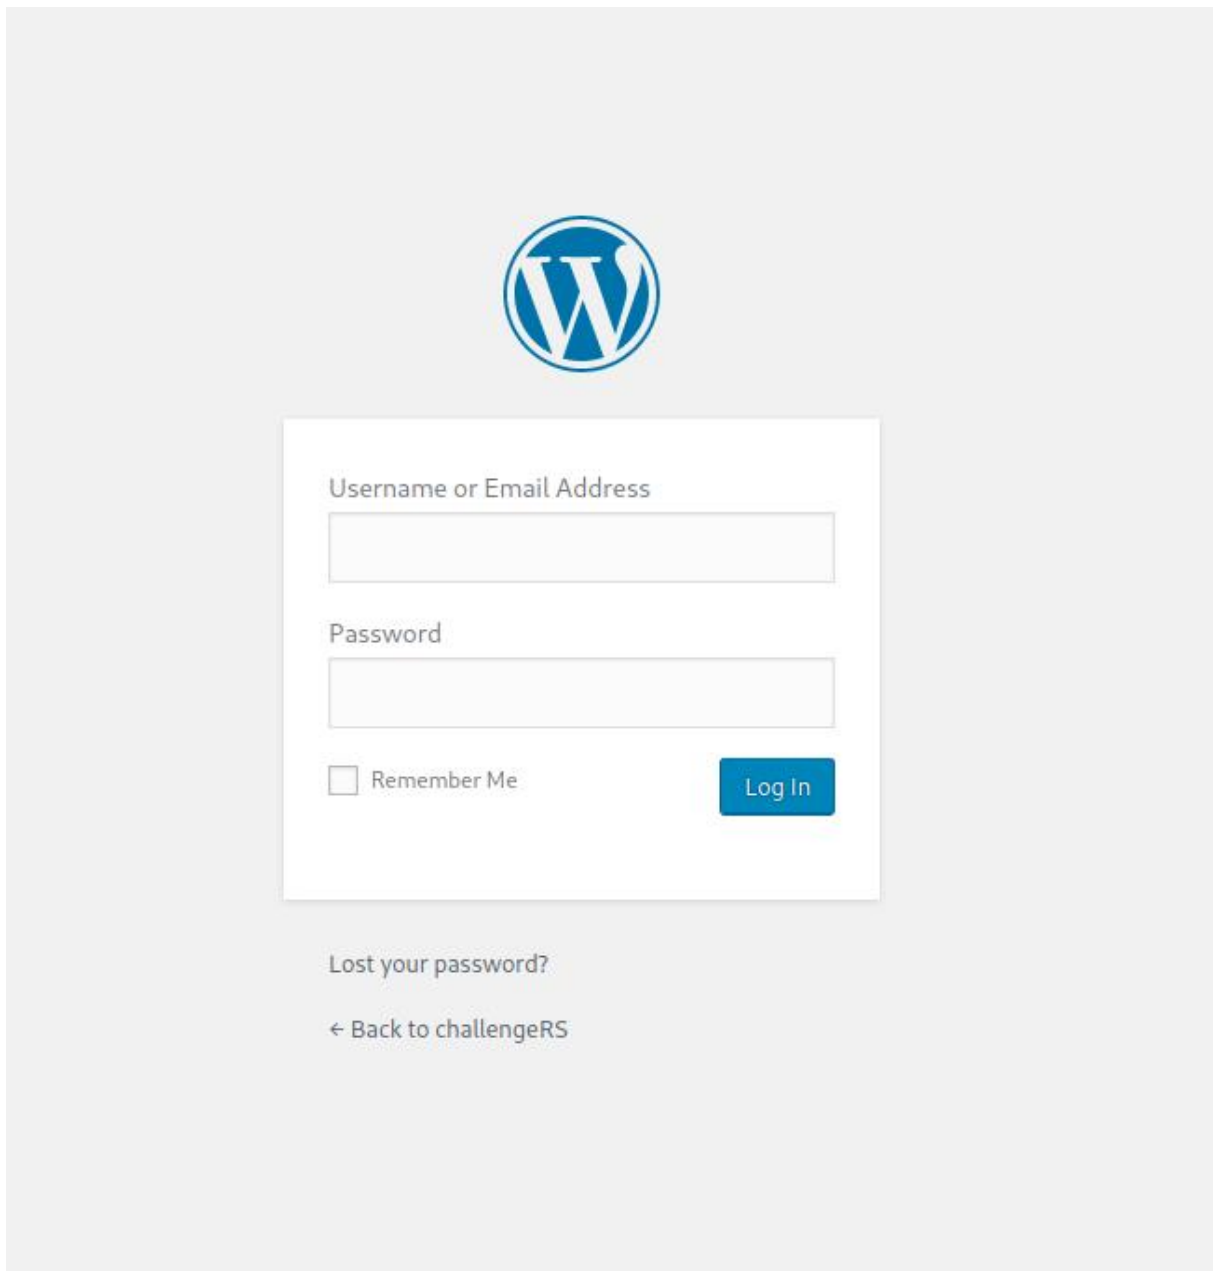 Username or Email Address
Password
Remember Me
Log In
Lost your password?
← Back to challengeRS